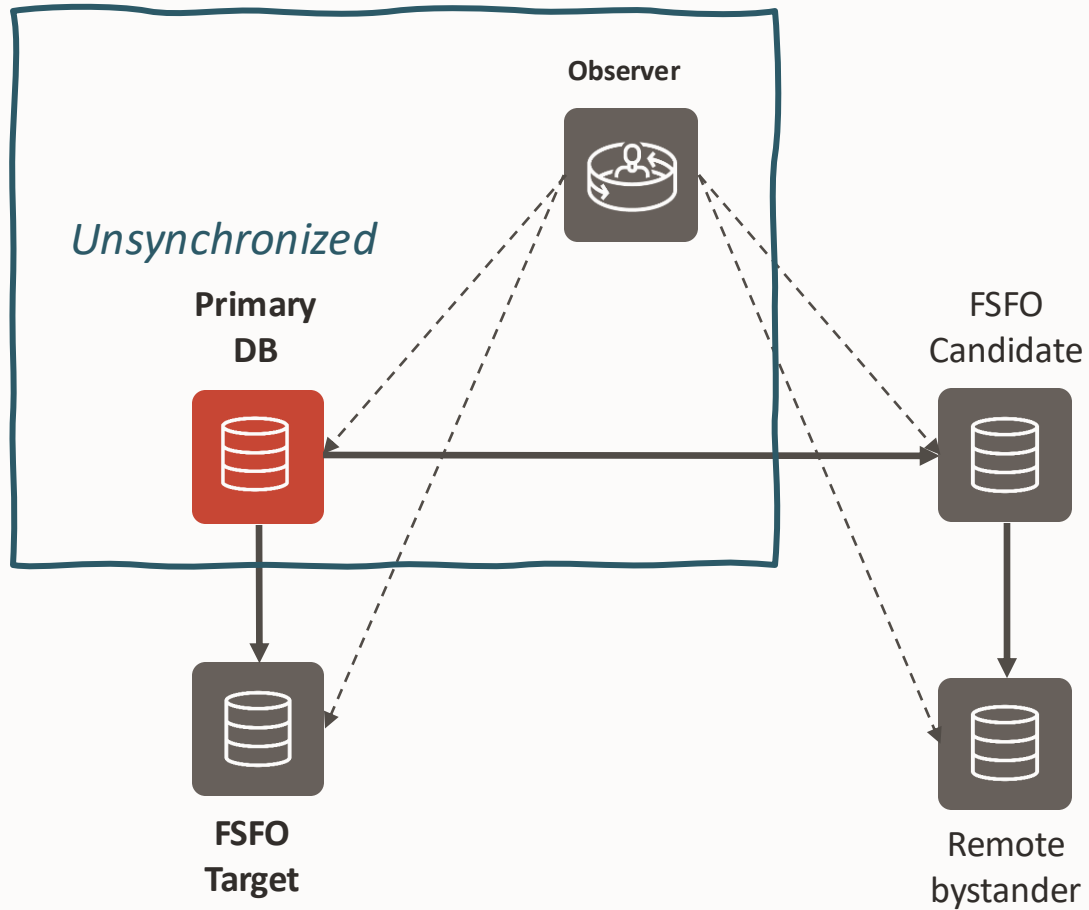 Observer
Unsynchronized
Primary
DB
FSFO
Candidate
FSFO
Target
Remote
bystander